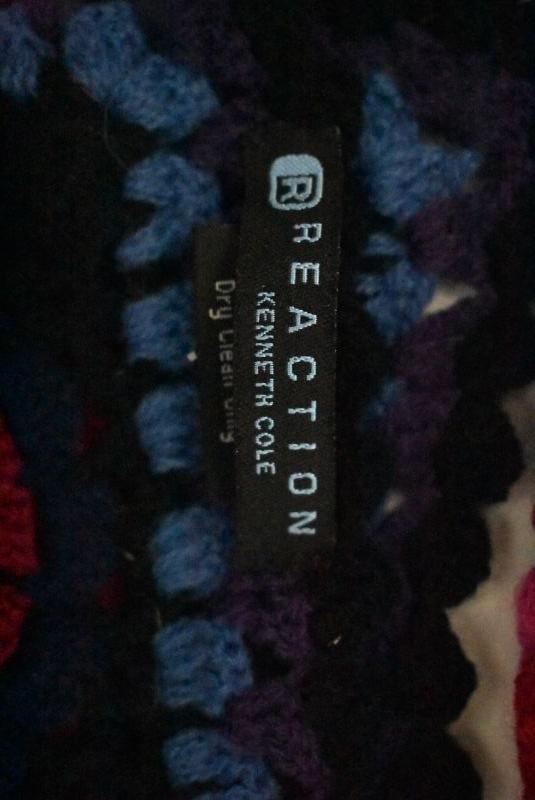 R REACTION
KENNETH COLE
Dry Clean Only